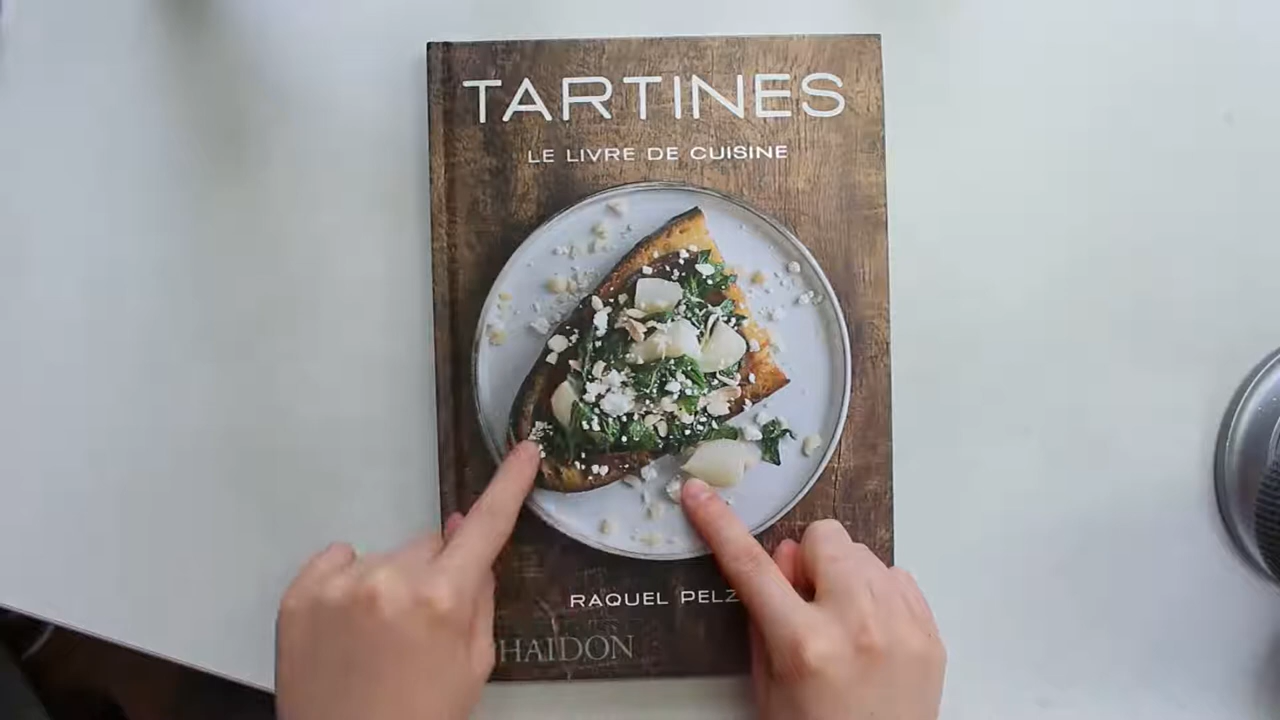 TARTINES
LE LIVRE DE CUISINE
RAQUEL PELZ
HAIDON